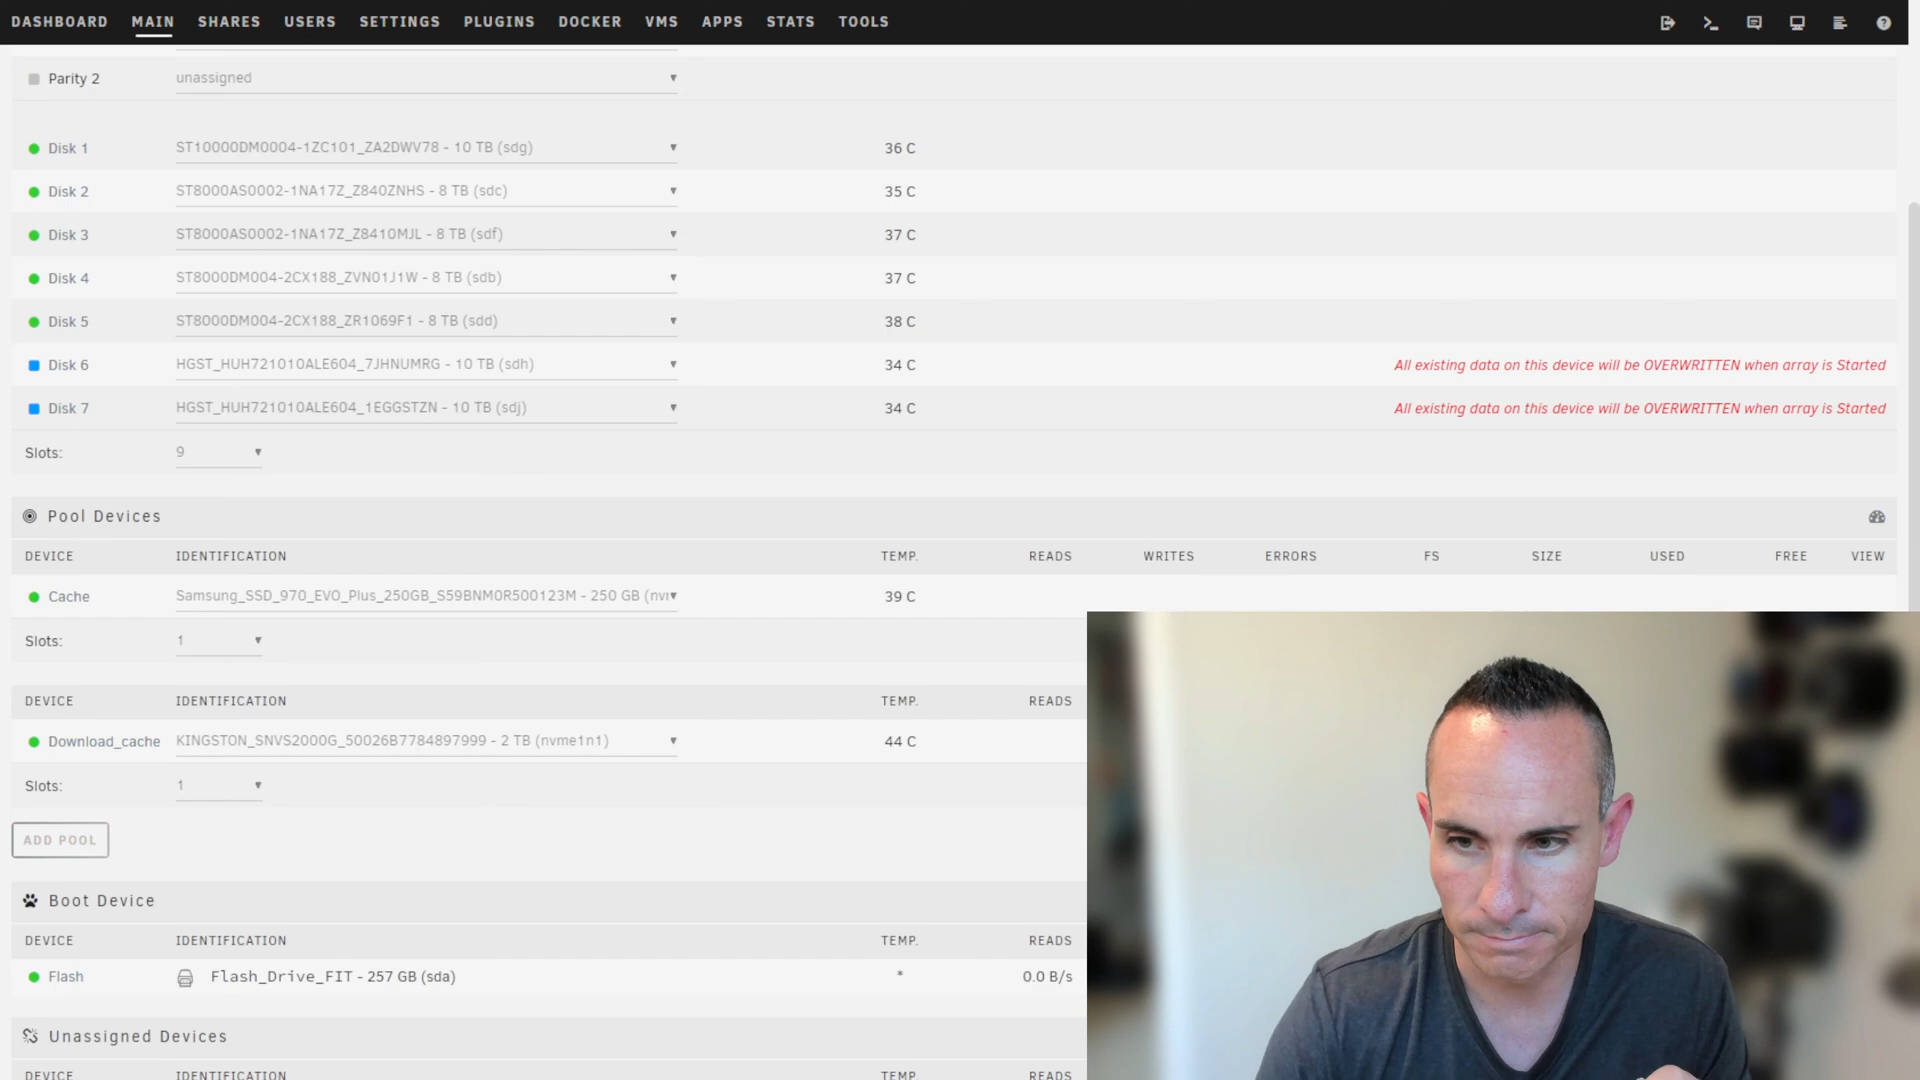 DASHBOARD MAIN SHARES USERS SETTINGS PLUGINS DOCKER VMS APPS STATS TOOLS
Parity 2 unassigned
Disk 1 ST10000DM0004-1ZC101_ZA2DWV78 - 10 TB (sdg) 36 C
Disk 2 ST8000AS0002-1NA17Z_Z840ZNHS - 8 TB (sdc) 35 C
Disk 3 ST8000AS0002-1NA17Z_Z8410MJL - 8 TB (sdf) 37 C
Disk 4 ST8000DM004-2CX188_ZVN01J1W - 8 TB (sdb) 37 C
Disk 5 ST8000DM004-2CX188_ZR1069F1 - 8 TB (sdd) 38 C
Disk 6 HGST_HUH721010ALE604_7JHNUMRG - 10 TB (sdh) 34 C All existing data on this device will be OVERWRITTEN when array is Started
Disk 7 HGST_HUH721010ALE604_1EGGSTZN - 10 TB (sdj) 34 C All existing data on this device will be OVERWRITTEN when array is Started
Slots: 9
Pool Devices
DEVICE IDENTIFICATION TEMP. READS WRITES ERRORS FS SIZE USED FREE VIEW
Cache Samsung_SSD_970_EVO_Plus_250GB_S59BNM0R500123M - 250 GB (nvr 39 C
Slots: 1
DEVICE IDENTIFICATION TEMP. READS
Download_cache KINGSTON_SNVS2000G_50026B7784897999 - 2 TB (nvme1n1) 44 C
Slots: 1
ADD POOL
Boot Device
DEVICE IDENTIFICATION TEMP. READS
Flash Flash_Drive_FIT - 257 GB (sda) * 0.0 B/s
Unassigned Devices
DEVICE IDENTIFICATION TEMP. READS